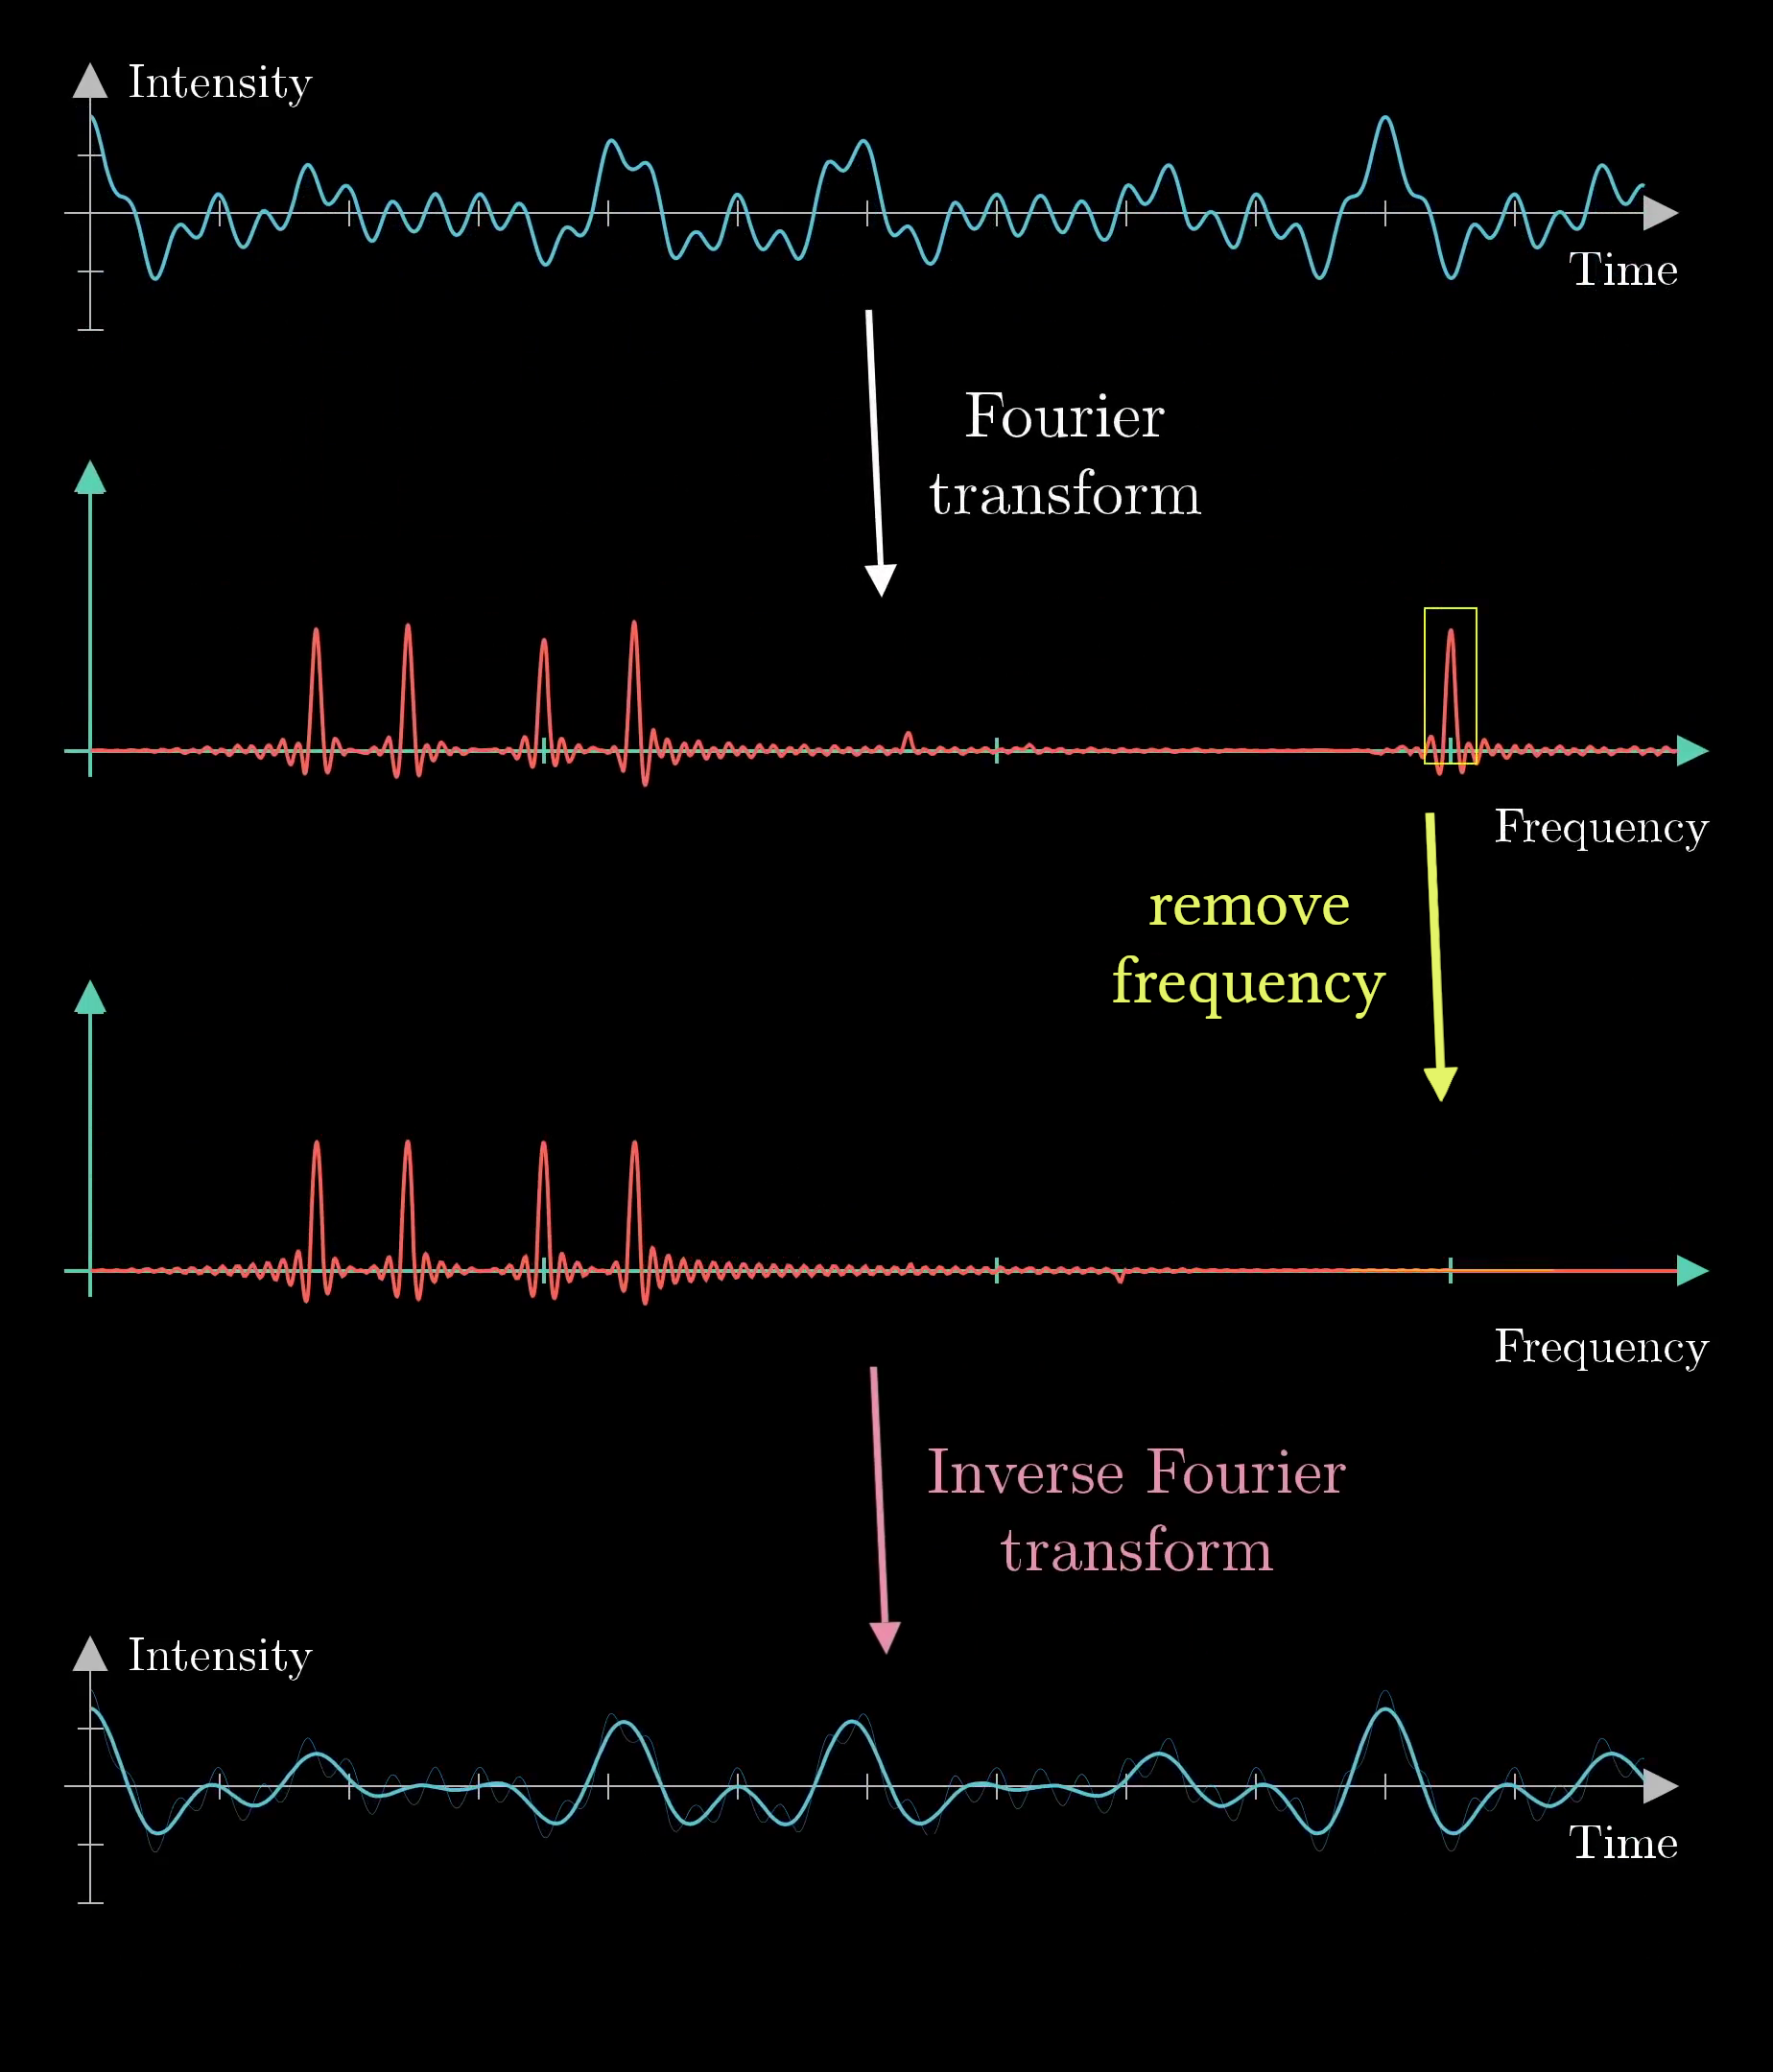 Intensity
Time
Fourier
transform
Frequency
remove
frequency
Frequency
Inverse Fourier
transform
Intensity
Time